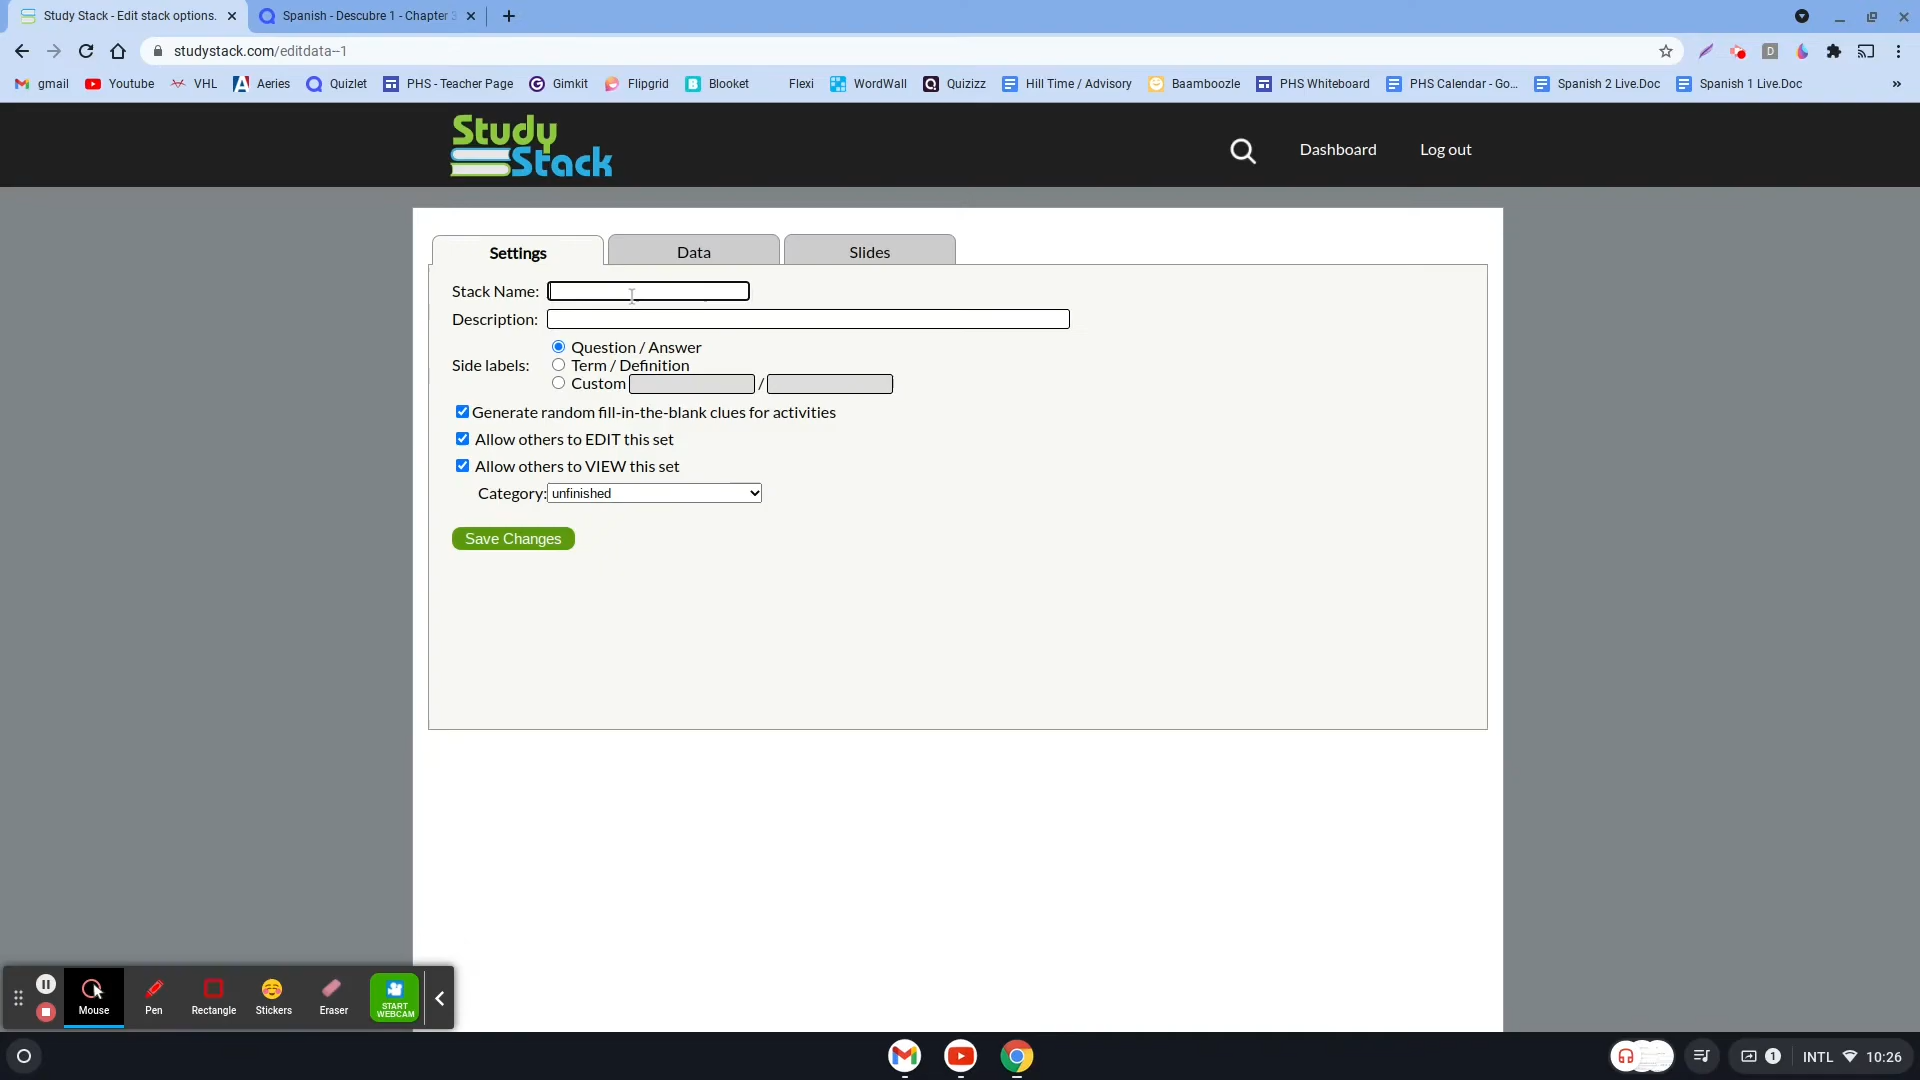 Study Stack - Edit stack options.
Spanish - Descubre 1 - Chapter 3
studystack.com/editdata--1
gmail
Youtube
VHL
Aeries
Quizlet
PHS - Teacher Page
Gimkit
Flipgrid
Blooket
Flexi
WordWall
Quizizz
Hill Time / Advisory
Baamboozle
PHS Whiteboard
PHS Calendar - Go...
Spanish 2 Live.Doc
Spanish 1 Live.Doc
»
Study
Stack
Dashboard
Log out
Settings
Data
Slides
Stack Name:
Description:
Side labels:
Question / Answer
Term / Definition
Custom /
Generate random fill-in-the-blank clues for activities
Allow others to EDIT this set
Allow others to VIEW this set
Category: unfinished
Save Changes
Mouse
Pen
Rectangle
Stickers
Eraser
START
WEBCAM
1
INTL
10:26